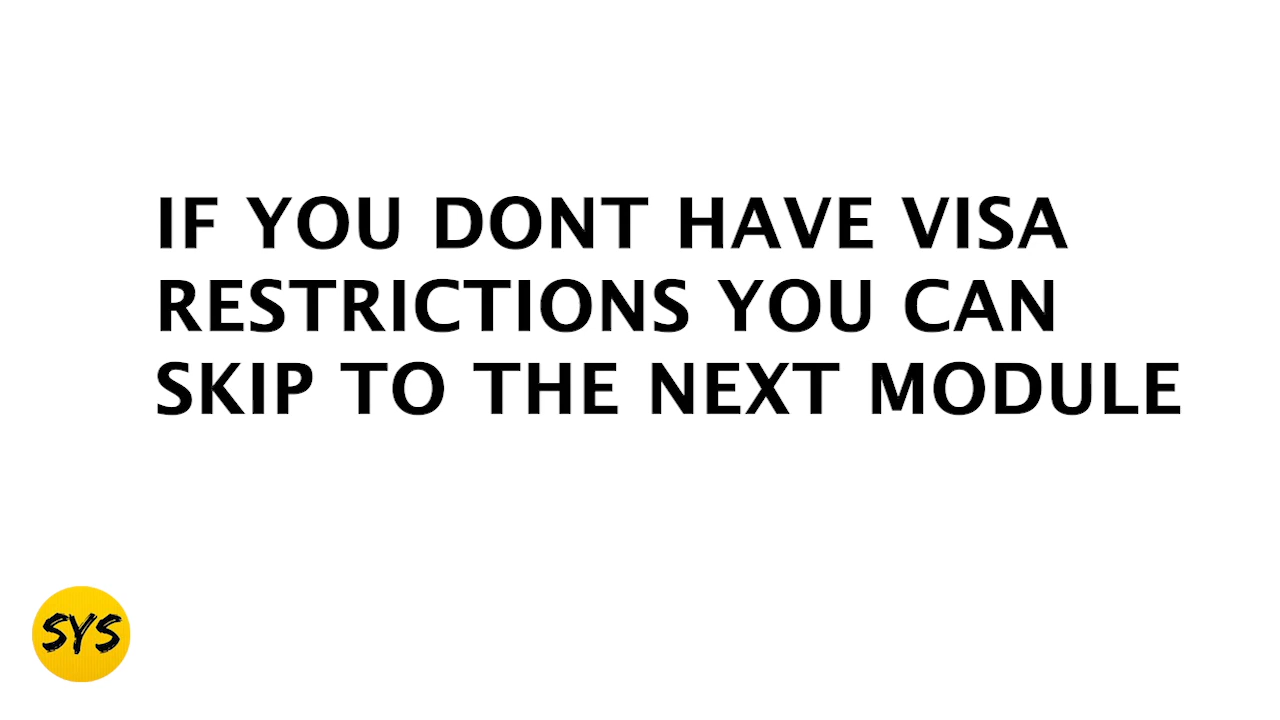 IF YOU DONT HAVE VISA
RESTRICTIONS YOU CAN
SKIP TO THE NEXT MODULE
SYS